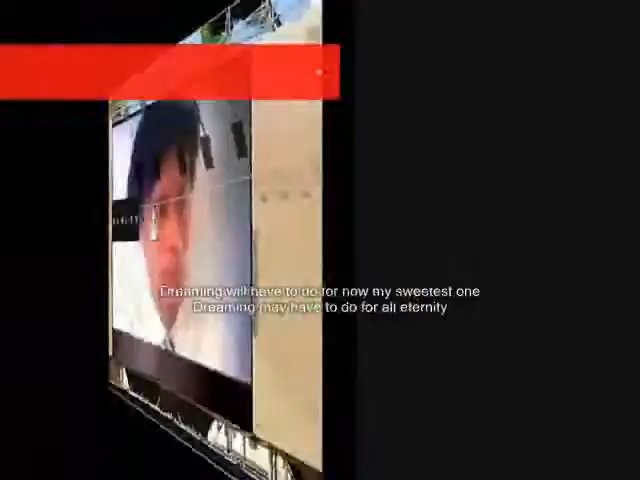 Dreaming will have to do for now my sweetest one
Dreaming may have to do for all eternity